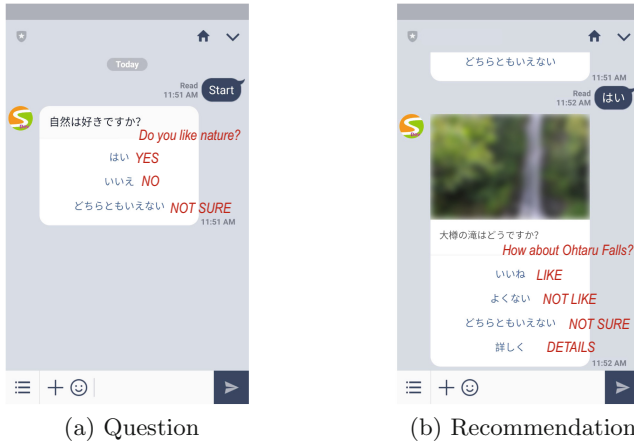 Today
Read
11:51 AM
Start
自然は好きですか?
Do you like nature?
はい YES
いいえ NO
どちらともいえない NOT SURE
11:51 AM
(a) Question
どちらともいえない
11:51 AM
Read
11:52 AM
はい
大樽の滝はどうですか?
How about Ohtaru Falls?
いいね LIKE
よくない NOT LIKE
どちらともいえない NOT SURE
詳しく DETAILS
11:52 AM
(b) Recommendation